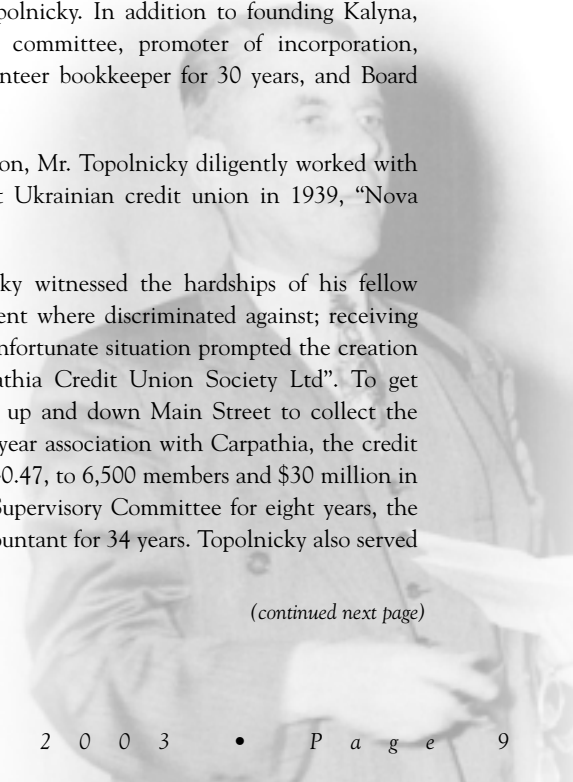 polnicky. In addition to founding Kalyna,
committee, promoter of incorporation,
nteer bookkeeper for 30 years, and Board
on, Mr. Topolnicky diligently worked with
t Ukrainian credit union in 1939, “Nova
ky witnessed the hardships of his fellow
ent where discriminated against; receiving
nfortunate situation prompted the creation
athia Credit Union Society Ltd”. To get
up and down Main Street to collect the
year association with Carpathia, the credit
0.47, to 6,500 members and $30 million in
Supervisory Committee for eight years, the
ountant for 34 years. Topolnicky also served
(continued next page)
2003 • Page 9